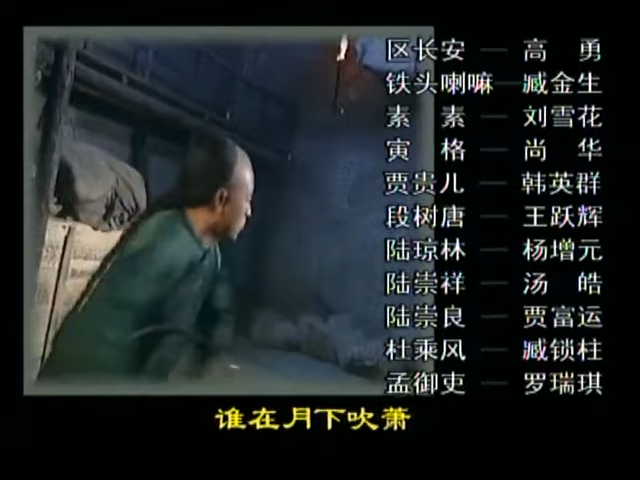 区长安 — 高 勇
铁头喇嘛 — 臧金生
素 素 — 刘雪花
寅 格 — 尚 华
贾贵儿 — 韩英群
段树唐 — 王跃辉
陆琼林 — 杨增元
陆崇祥 — 汤 皓
陆崇良 — 贾富运
杜乘风 — 臧锁柱
孟御吏 — 罗瑞琪
谁在月下吹萧